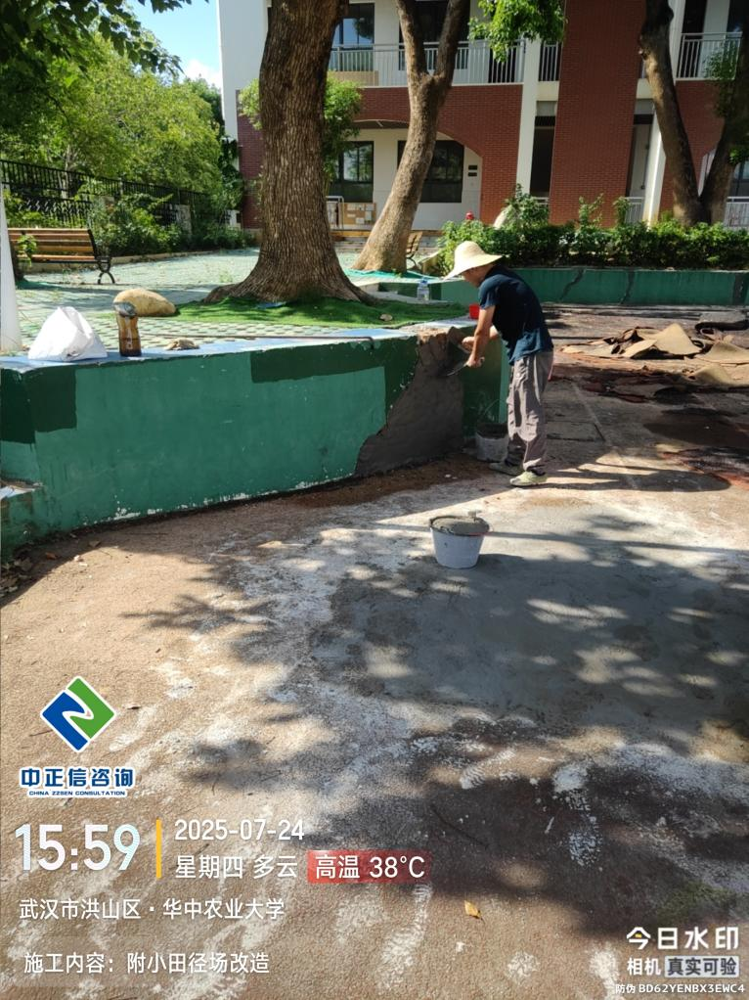 中正信咨询
CHINA ZZSEN CONSULTATION
15:59
2025-07-24
星期四 多云 高温 38°C
武汉市洪山区·华中农业大学
施工内容：附小田径场改造
今日水印
相机 真实可验
防伪 BD62YENBX3EWC4